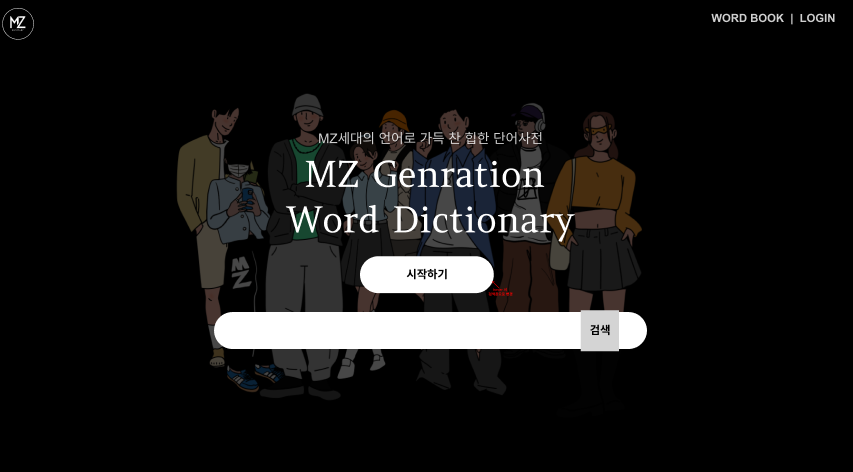 MZ
WORD BOOK | LOGIN
MZ세대의 언어로 가득 찬 힙한 단어사전
MZ Genration
Word Dictionary
MZ
시작하기
검색